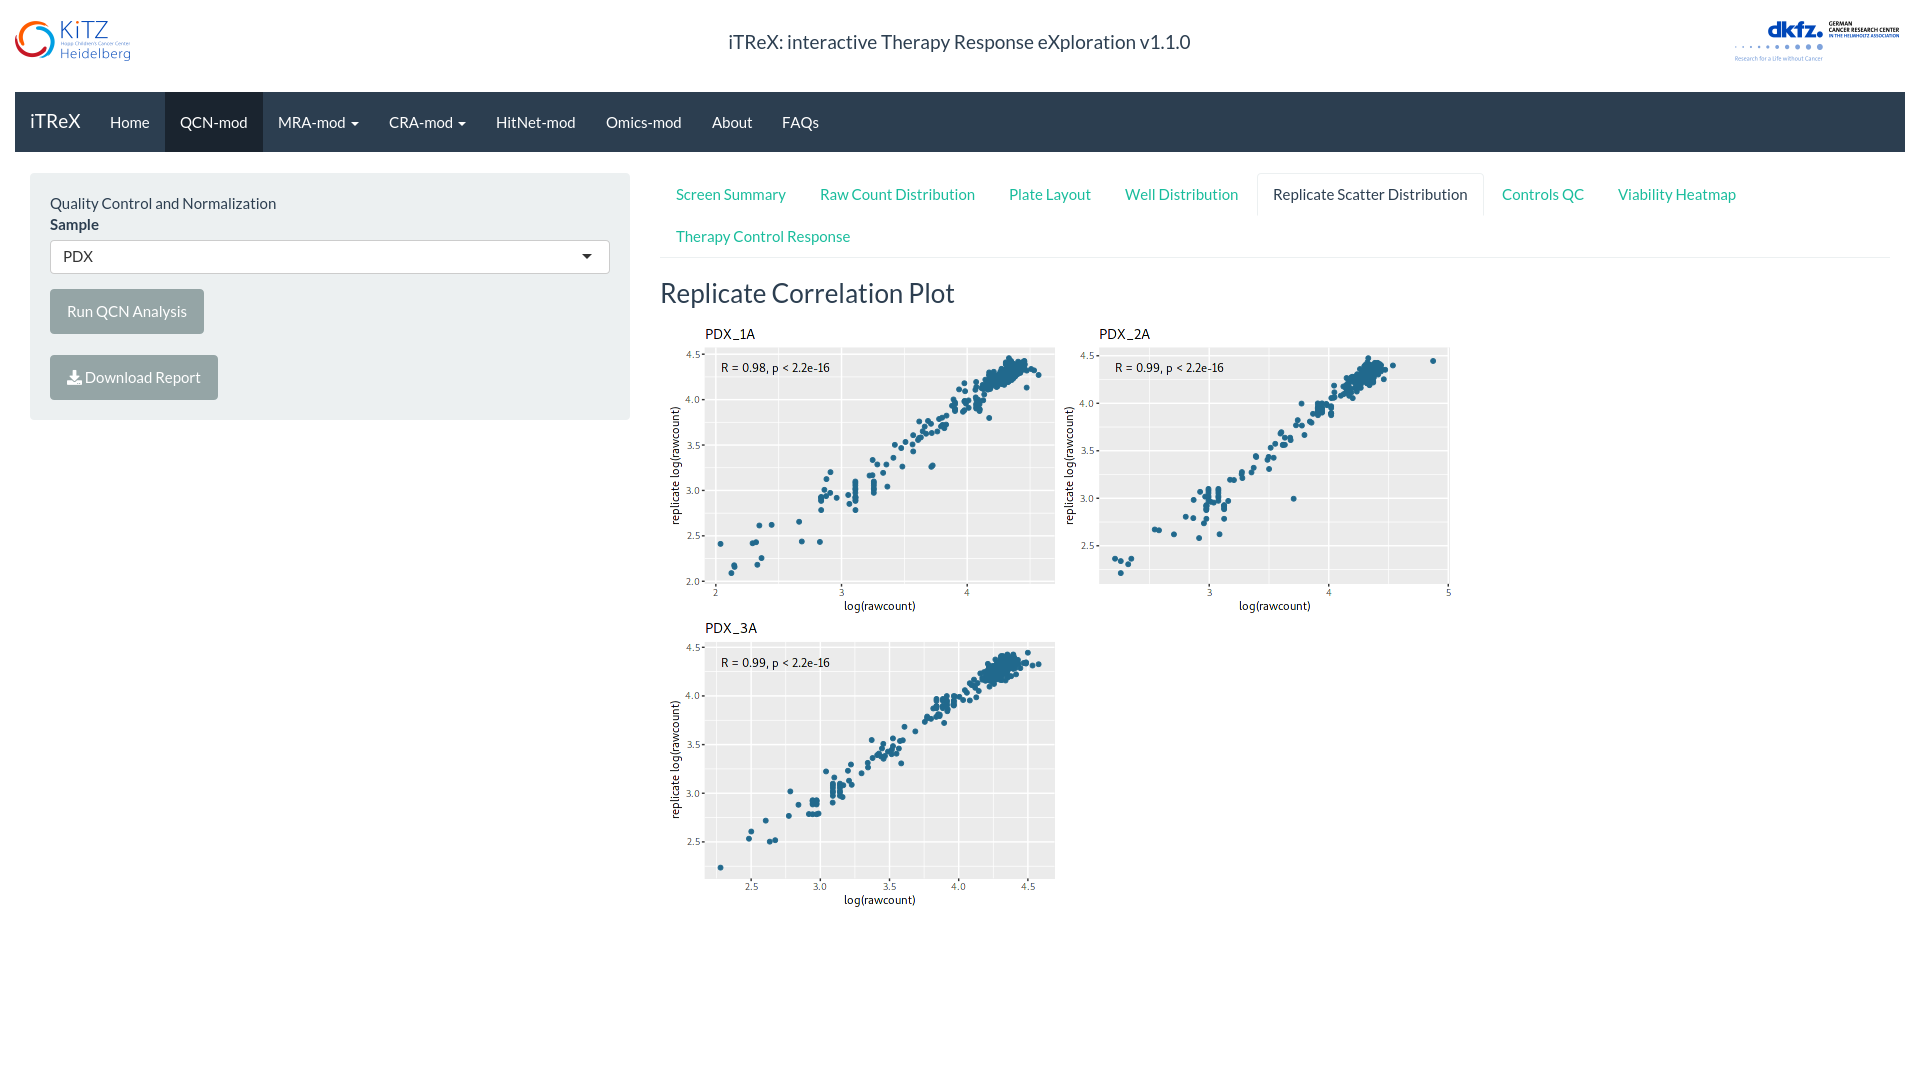 KiTZ
Hopp Children's Cancer Center
Heidelberg
iTReX: interactive Therapy Response eXploration v1.1.0
dkfz.
GERMAN
CANCER RESEARCH CENTER
IN THE HELMHOLTZ ASSOCIATION
Research for a Life without Cancer
iTReX Home QCN-mod MRA-mod CRA-mod HitNet-mod Omics-mod About FAQs
Quality Control and Normalization
Sample
PDX
Run QCN Analysis
Download Report
Screen Summary Raw Count Distribution Plate Layout Well Distribution Replicate Scatter Distribution Controls QC Viability Heatmap
Therapy Control Response
Replicate Correlation Plot
PDX_1A
R = 0.98, p < 2.2e-16
4.5
4.0
3.5
3.0
2.5
2.0
replicate log(rawcount)
2 3 4
log(rawcount)
PDX_2A
R = 0.99, p < 2.2e-16
4.5
4.0
3.5
3.0
2.5
replicate log(rawcount)
3 4 5
log(rawcount)
PDX_3A
R = 0.99, p < 2.2e-16
4.5
4.0
3.5
3.0
2.5
replicate log(rawcount)
2.5 3.0 3.5 4.0 4.5
log(rawcount)